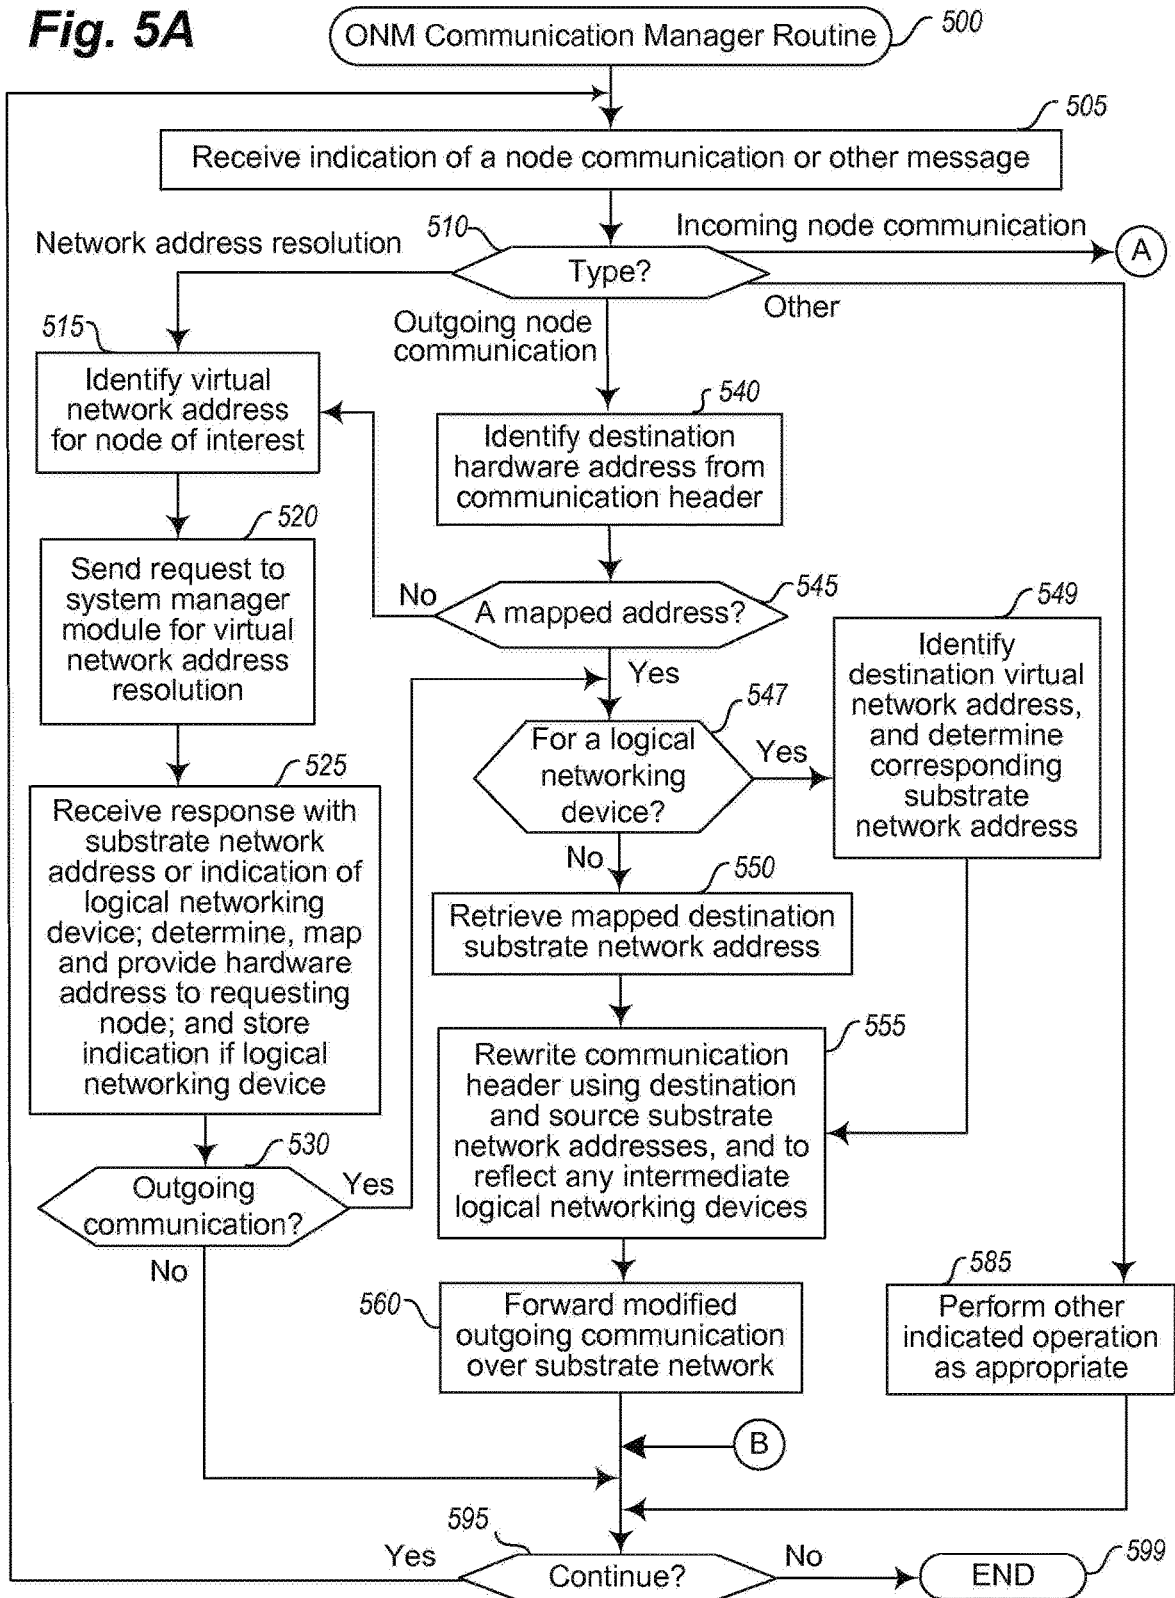 Fig. 5A
ONM Communication Manager Routine
500
505
Receive indication of a node communication or other message
Network address resolution
510
Type?
Incoming node communication
A
Other
Outgoing node
communication
515
Identify virtual
network address
for node of interest
540
Identify destination
hardware address from
communication header
520
Send request to
system manager
module for virtual
network address
resolution
No
A mapped address?
545
Yes
549
Identify
destination virtual
network address,
and determine
corresponding
substrate
network address
547
For a logical
networking
device?
Yes
No
525
Receive response with
substrate network
address or indication of
logical networking
device; determine, map
and provide hardware
address to requesting
node; and store
indication if logical
networking device
550
Retrieve mapped destination
substrate network address
555
Rewrite communication
header using destination
and source substrate
network addresses, and to
reflect any intermediate
logical networking devices
530
Outgoing
communication?
Yes
No
560
Forward modified
outgoing communication
over substrate network
585
Perform other
indicated operation
as appropriate
B
595
Yes
Continue?
No
END
599